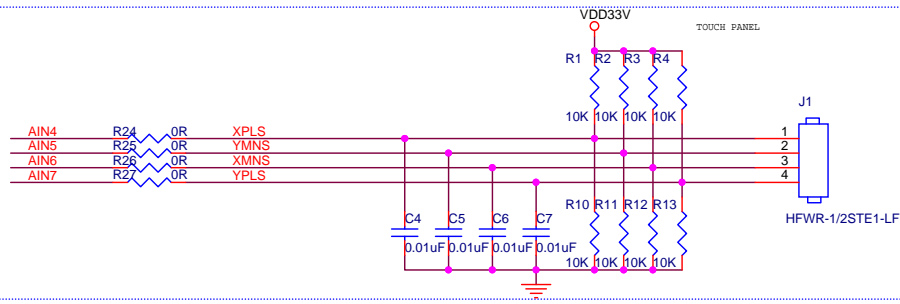 VDD33V
TOUCH PANEL
R1 R2 R3 R4
10K 10K 10K 10K
J1
AIN4 R24 0R XPLS 1
AIN5 R25 0R YMNS 2
AIN6 R26 0R XMNS 3
AIN7 R27 0R YPLS 4
HFWR-1/2STE1-LF
C4 C5 C6 C7 R10 R11 R12 R13
0.01uF 0.01uF 0.01uF 0.01uF 10K 10K 10K 10K